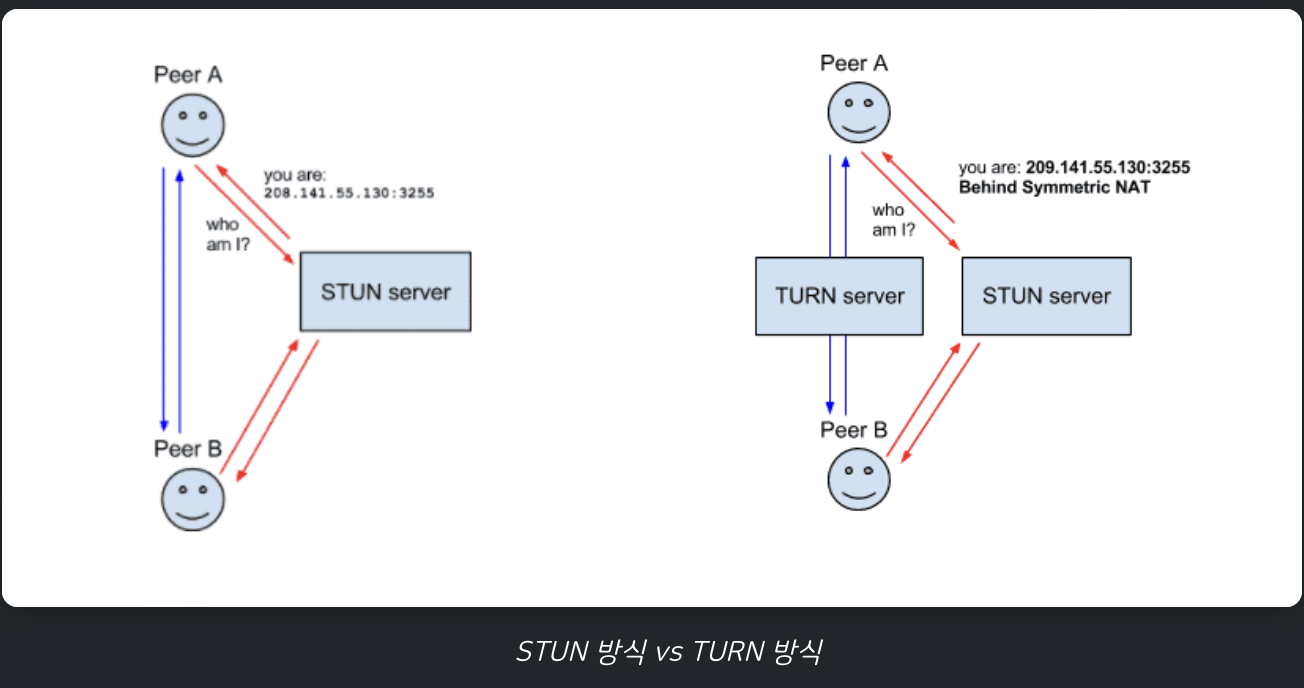 Peer A
you are:
208.141.55.130:3255
who
am I?
STUN server
Peer B
Peer A
you are: 209.141.55.130:3255
Behind Symmetric NAT
who
am I?
TURN server
STUN server
Peer B
STUN 방식 vs TURN 방식